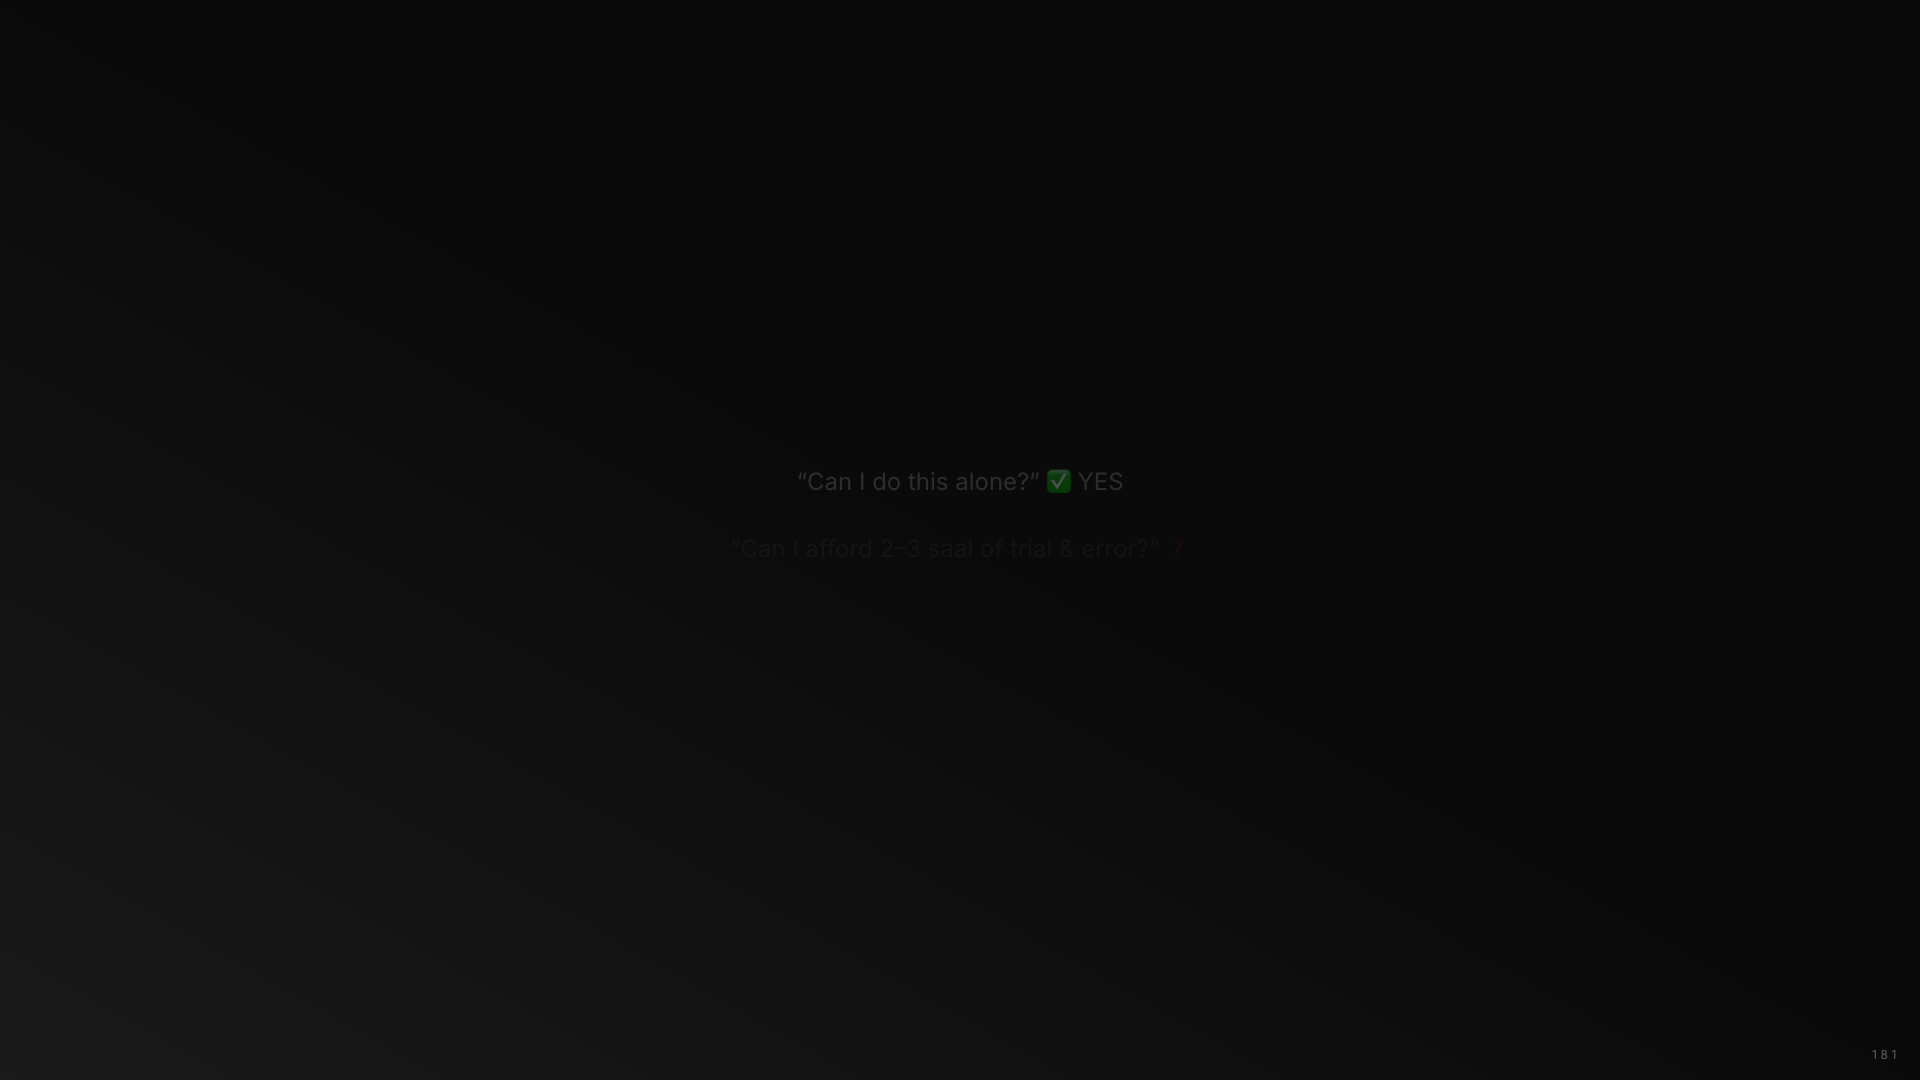 “Can I do this alone?” ✅ YES
“Can I afford 2–3 saal of trial & error?” ❓
181